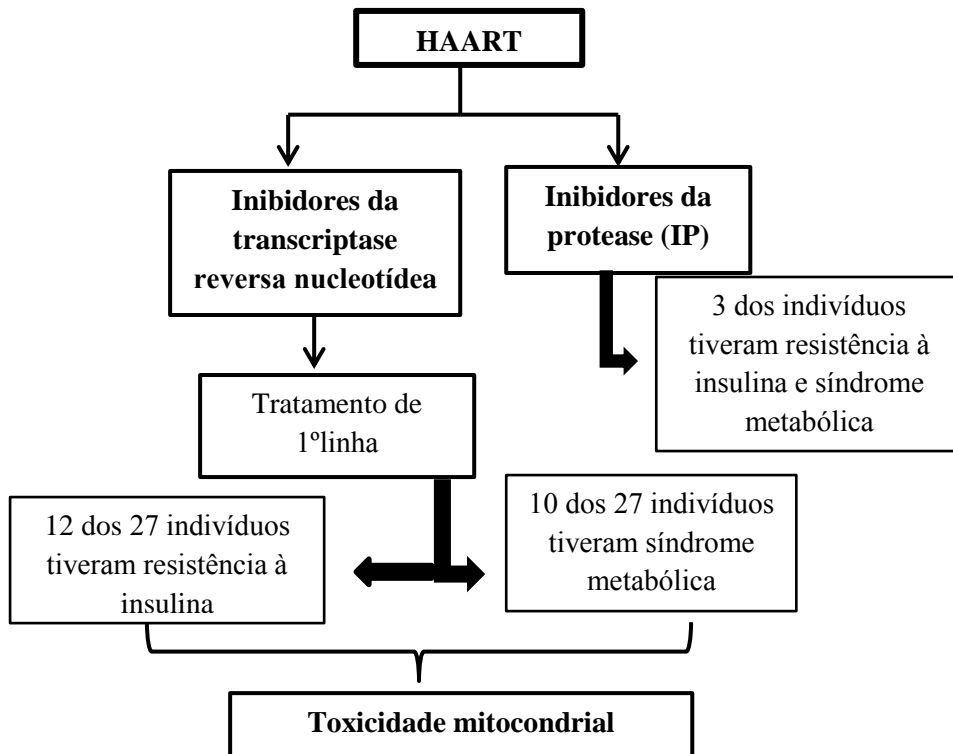 HAART
Inibidores da
transcriptase
reversa nucleotídea
Inibidores da
protease (IP)
3 dos indivíduos
tiveram resistência à
insulina e síndrome
metabólica
Tratamento de
1ºlinha
12 dos 27 indivíduos
tiveram resistência à
insulina
10 dos 27 indivíduos
tiveram síndrome
metabólica
Toxicidade mitocondrial